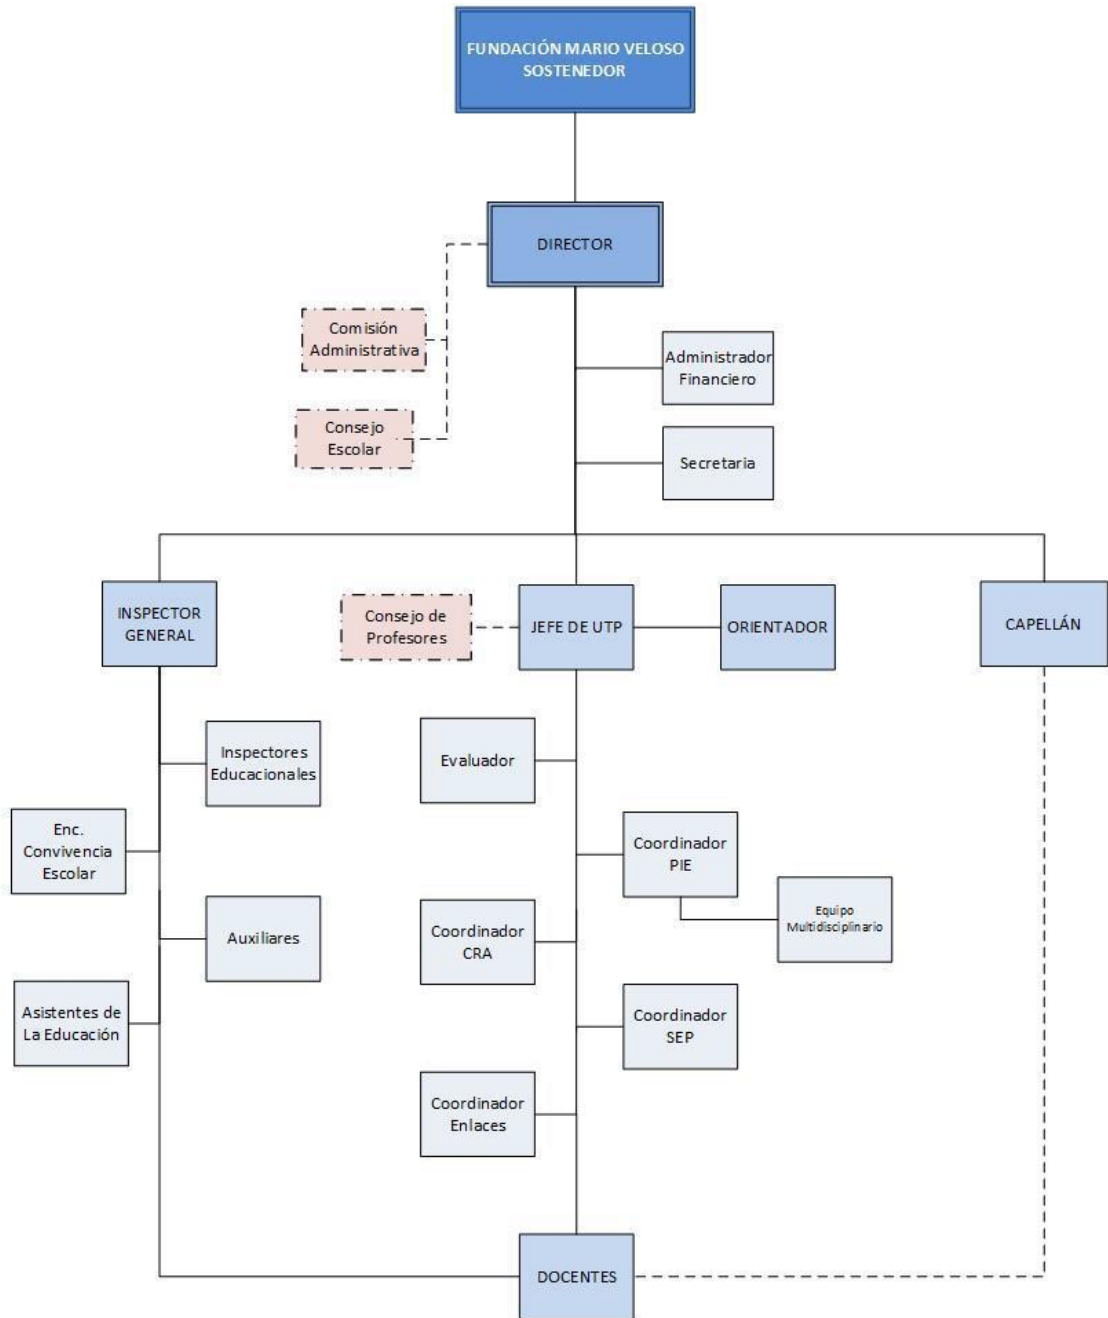 FUNDACIÓN MARIO VELOSO
SOSTENEDOR
DIRECTOR
Comisión
Administrativa
Administrador
Financiero
Consejo
Escolar
Secretaria
INSPECTOR
GENERAL
Consejo de
Profesores
JEFE DE UTP
ORIENTADOR
CAPELLÁN
Inspectores
Educacionales
Evaluador
Enc.
Convivencia
Escolar
Coordinador
PIE
Equipo
Multidisciplinario
Auxiliares
Coordinador
CRA
Asistentes de
La Educación
Coordinador
SEP
Coordinador
Enlaces
DOCENTES